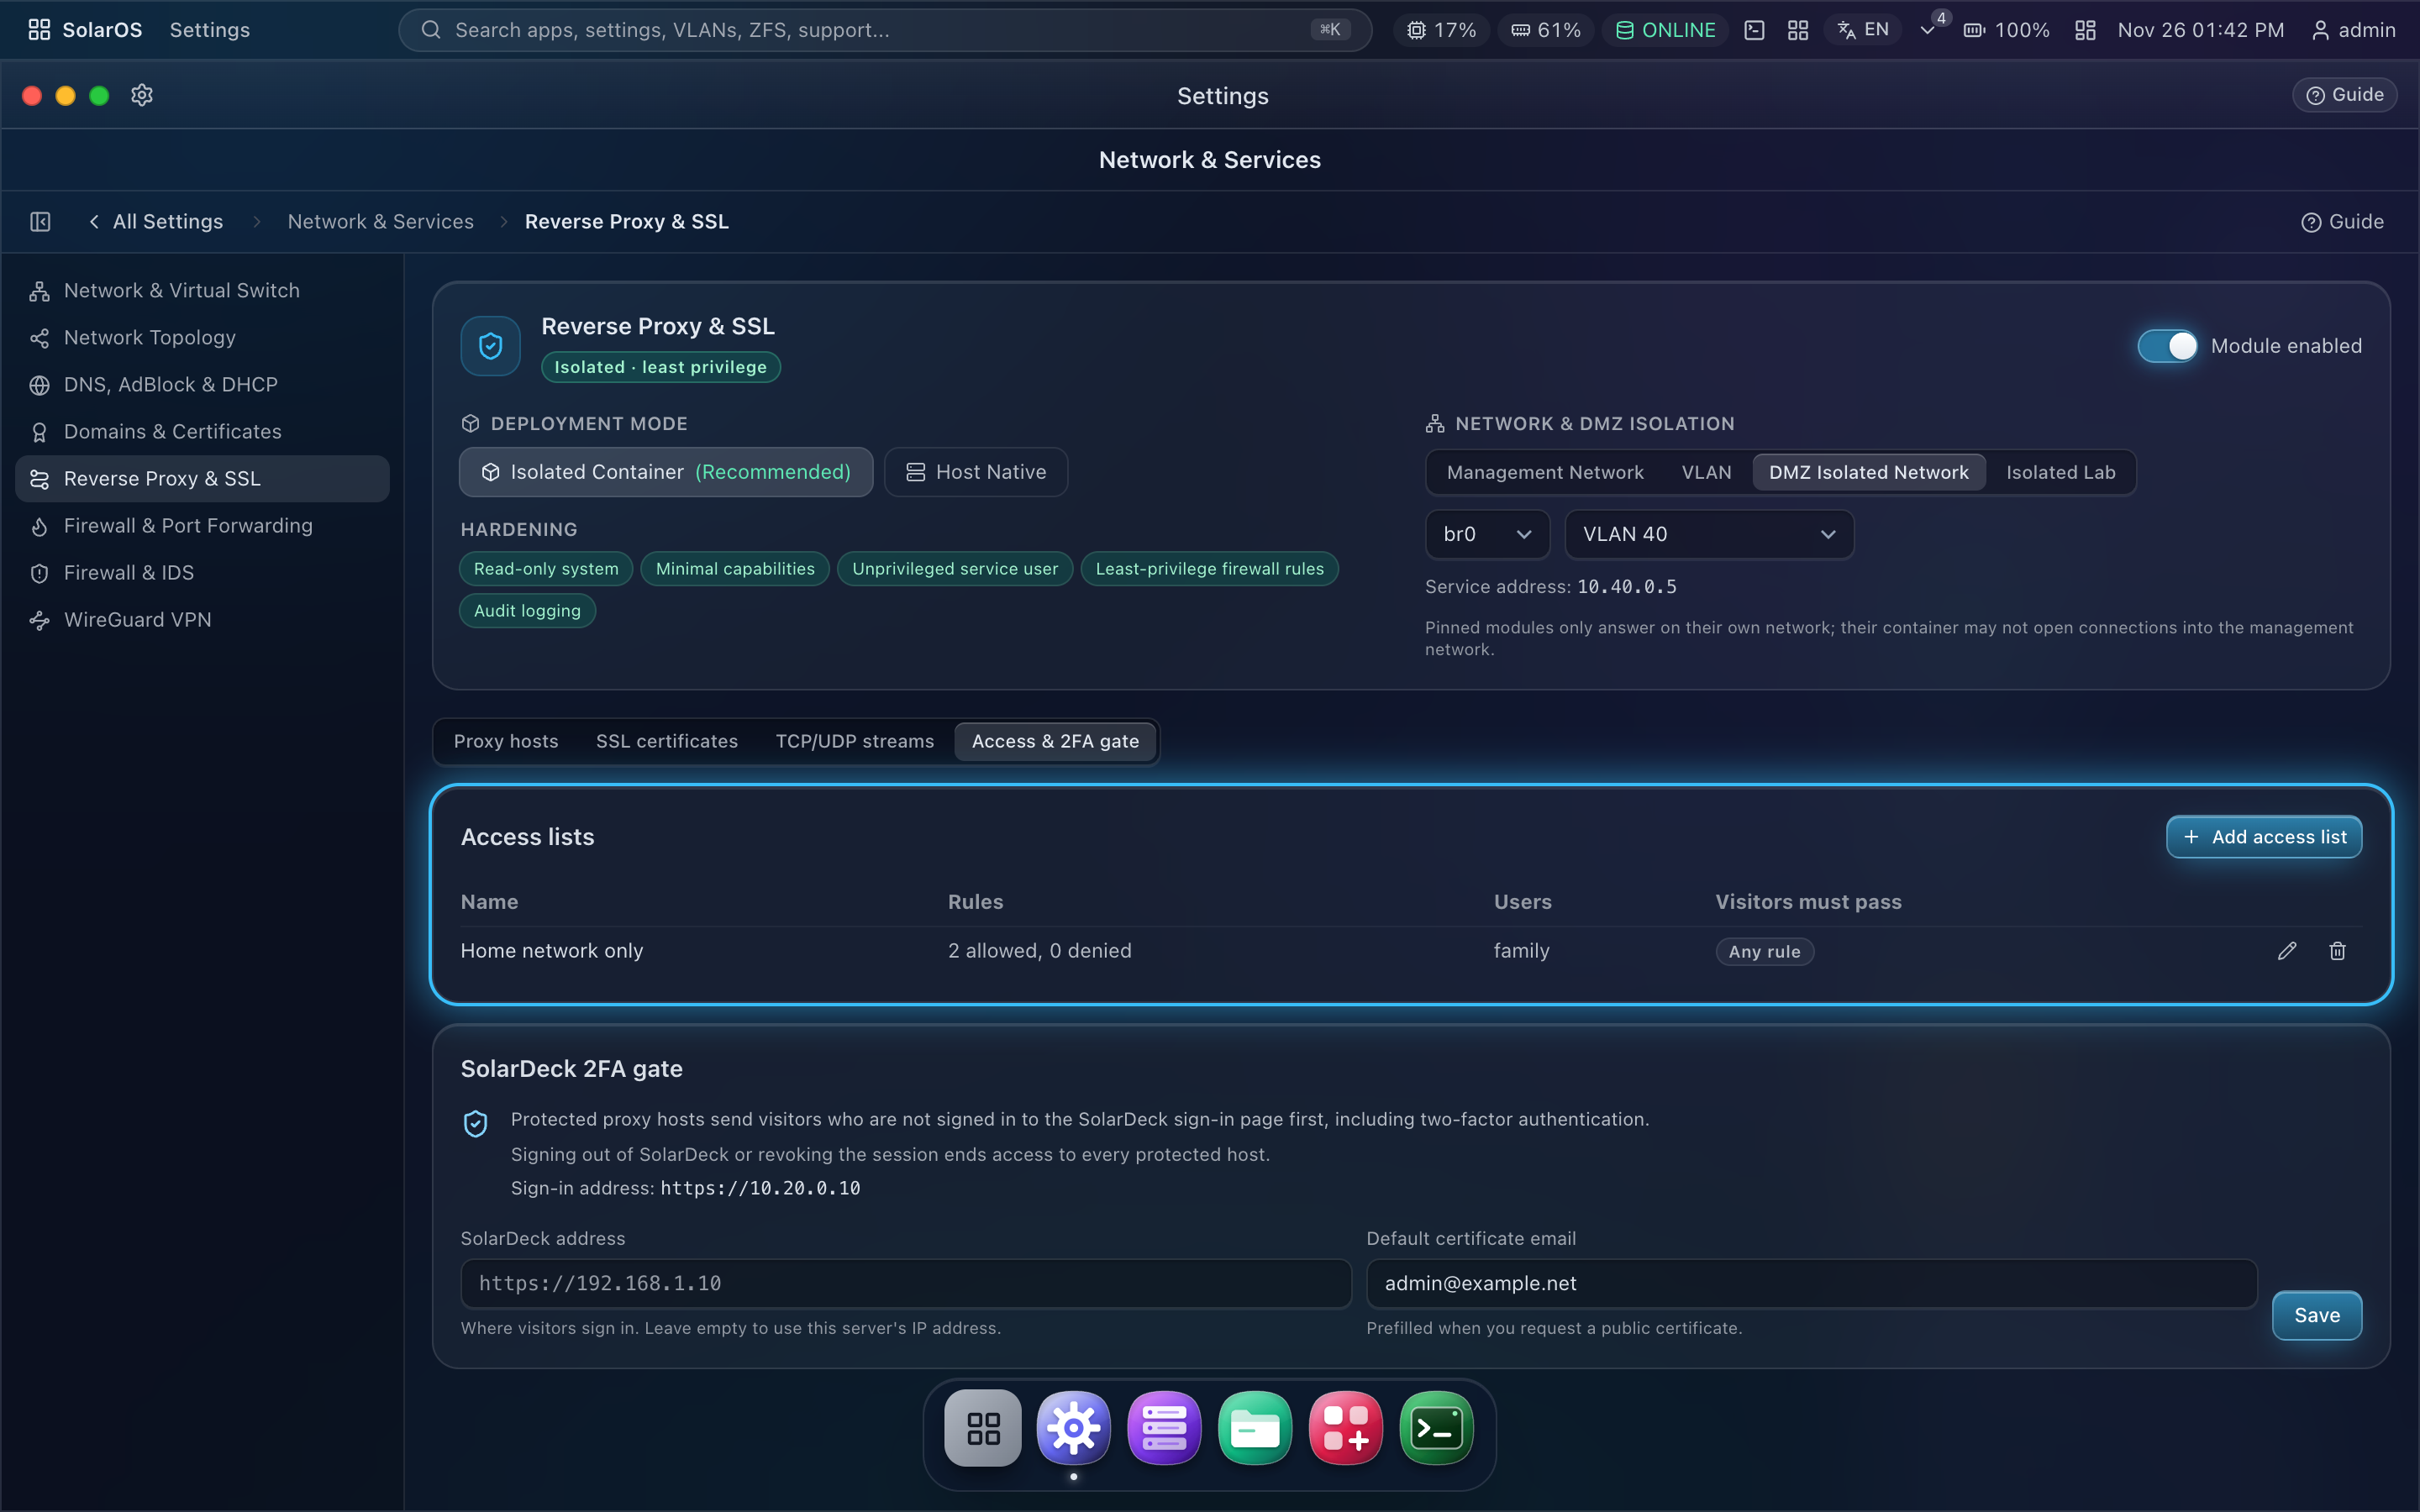 SolarOS Settings Search apps, settings, VLANs, ZFS, support... ⌘K 17% 61% ONLINE EN 4 100% Nov 26 01:42 PM admin
Settings Guide
Network & Services
All Settings Network & Services Reverse Proxy & SSL Guide
Network & Virtual Switch
Network Topology
DNS, AdBlock & DHCP
Domains & Certificates
Reverse Proxy & SSL
Firewall & Port Forwarding
Firewall & IDS
WireGuard VPN
Reverse Proxy & SSL
Isolated · least privilege
Module enabled
DEPLOYMENT MODE
Isolated Container (Recommended) Host Native
HARDENING
Read-only system Minimal capabilities Unprivileged service user Least-privilege firewall rules
Audit logging
NETWORK & DMZ ISOLATION
Management Network VLAN DMZ Isolated Network Isolated Lab
br0 VLAN 40
Service address: 10.40.0.5
Pinned modules only answer on their own network; their container may not open connections into the management
network.
Proxy hosts SSL certificates TCP/UDP streams Access & 2FA gate
Access lists + Add access list
Name Rules Users Visitors must pass
Home network only 2 allowed, 0 denied family Any rule
SolarDeck 2FA gate
Protected proxy hosts send visitors who are not signed in to the SolarDeck sign-in page first, including two-factor authentication.
Signing out of SolarDeck or revoking the session ends access to every protected host.
Sign-in address: https://10.20.0.10
SolarDeck address Default certificate email
https://192.168.1.10 admin@example.net
Save
Where visitors sign in. Leave empty to use this server's IP address. Prefilled when you request a public certificate.